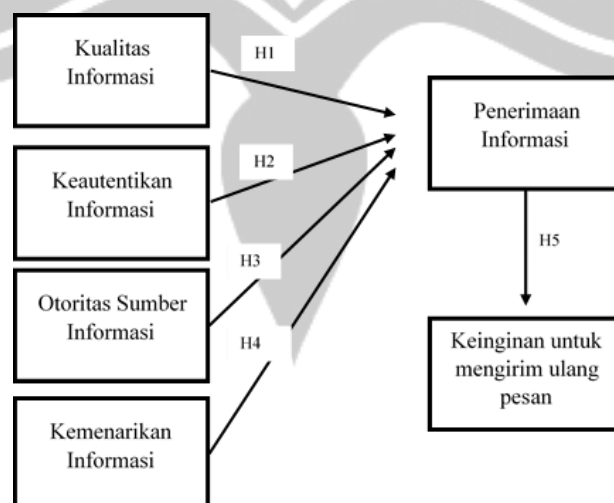 Kualitas
Informasi
H1
Penerimaan
Informasi
Keautentikan
Informasi
H2
H3
H5
Otoritas Sumber
Informasi
H4
Keinginan untuk
mengirim ulang
pesan
Kemenarikan
Informasi